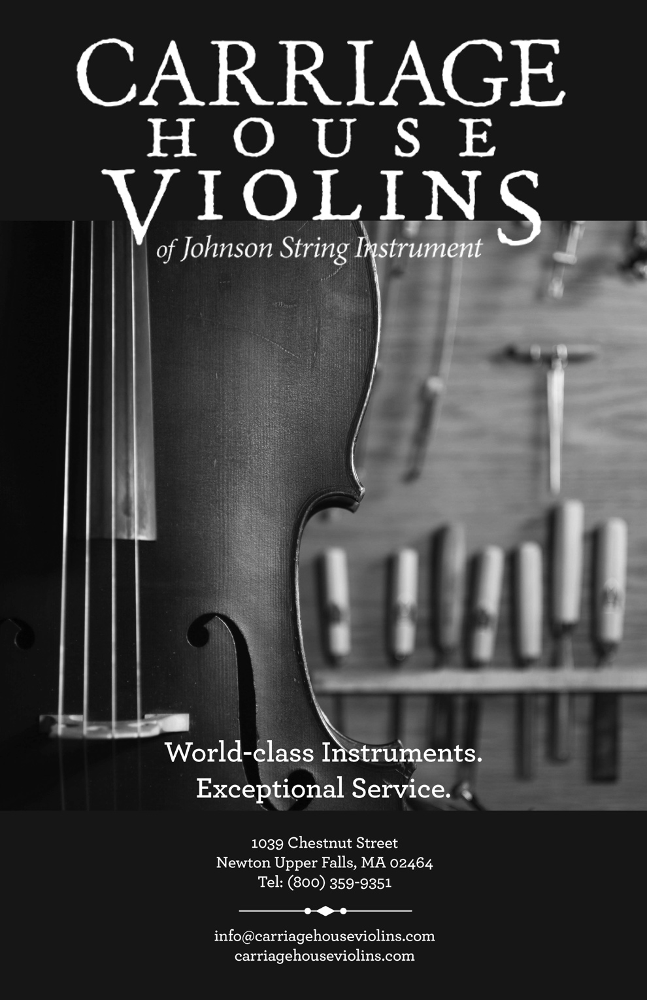 CARRIAGE
HOUSE
VIOLINS
of Johnson String Instrument
World-class Instruments.
Exceptional Service.
1039 Chestnut Street
Newton Upper Falls, MA 02464
Tel: (800) 359-9351
info@carriagehouseviolins.com
carriagehouseviolins.com